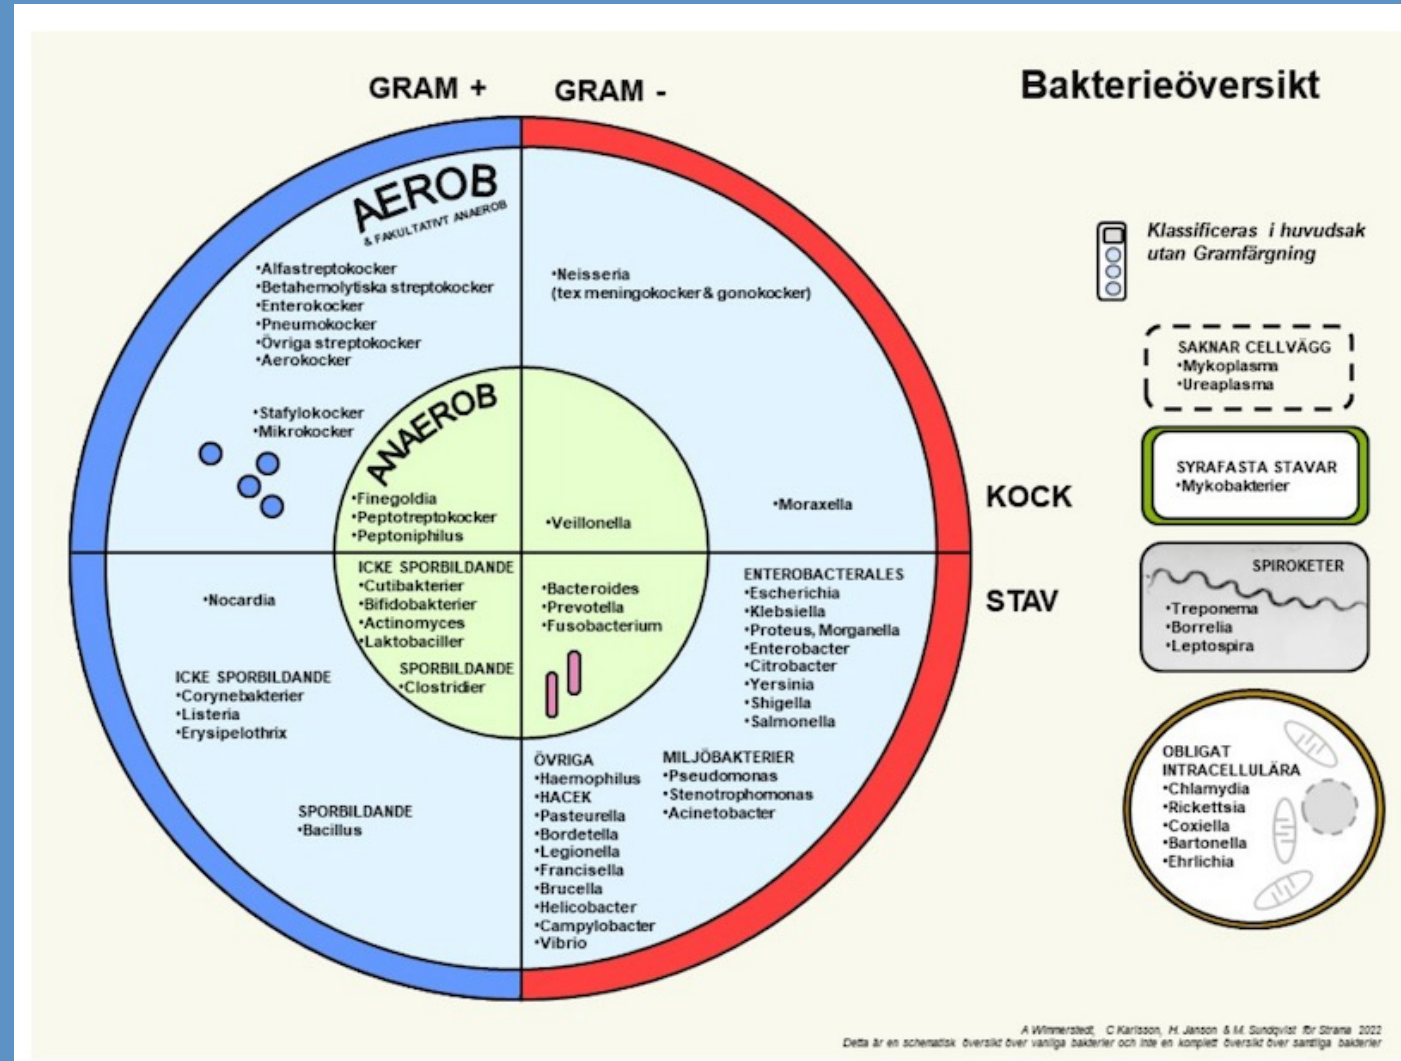 GRAM +
GRAM -
Bakterieöversikt
AEROB
& FAKULTATIVT ANAEROB
•Alfastreptokocker
•Betahemolytiska streptokocker
•Enterokocker
•Pneumokocker
•Övriga streptokocker
•Aerokocker
•Stafylokocker
•Mikrokocker
•Neisseria
(tex meningokocker & gonokocker)
•Moraxella
ANAEROB
•Finegoldia
•Peptotreptokocker
•Peptoniphilus
•Veillonella
KOCK
STAV
•Nocardia
ICKE SPORBILDANDE
•Corynebakterier
•Listeria
•Erysipelothrix
SPORBILDANDE
•Bacillus
ICKE SPORBILDANDE
•Cutibakterier
•Bifidobakterier
•Actinomyces
•Laktobaciller
SPORBILDANDE
•Clostridier
•Bacteroides
•Prevotella
•Fusobacterium
ENTEROBACTERALES
•Escherichia
•Klebsiella
•Proteus, Morganella
•Enterobacter
•Citrobacter
•Yersinia
•Shigella
•Salmonella
ÖVRIGA
•Haemophilus
•HACEK
•Pasteurella
•Bordetella
•Legionella
•Francisella
•Brucella
•Helicobacter
•Campylobacter
•Vibrio
MILJÖBAKTERIER
•Pseudomonas
•Stenotrophomonas
•Acinetobacter
Klassificeras i huvudsak
utan Gramfärgning
SAKNAR CELLVÄGG
•Mykoplasma
•Ureaplasma
SYRAFASTA STAVAR
•Mykobakterier
SPIROKETER
•Treponema
•Borrelia
•Leptospira
OBLIGAT
INTRACELLULÄRA
•Chlamydia
•Rickettsia
•Coxiella
•Bartonella
•Ehrlichia
A Wimmerstedt, C Karlsson, H. Janson & M. Sundqvist för Strama 2022
Detta är en schematisk översikt över vanliga bakterier och inte en komplett översikt över samtliga bakterier